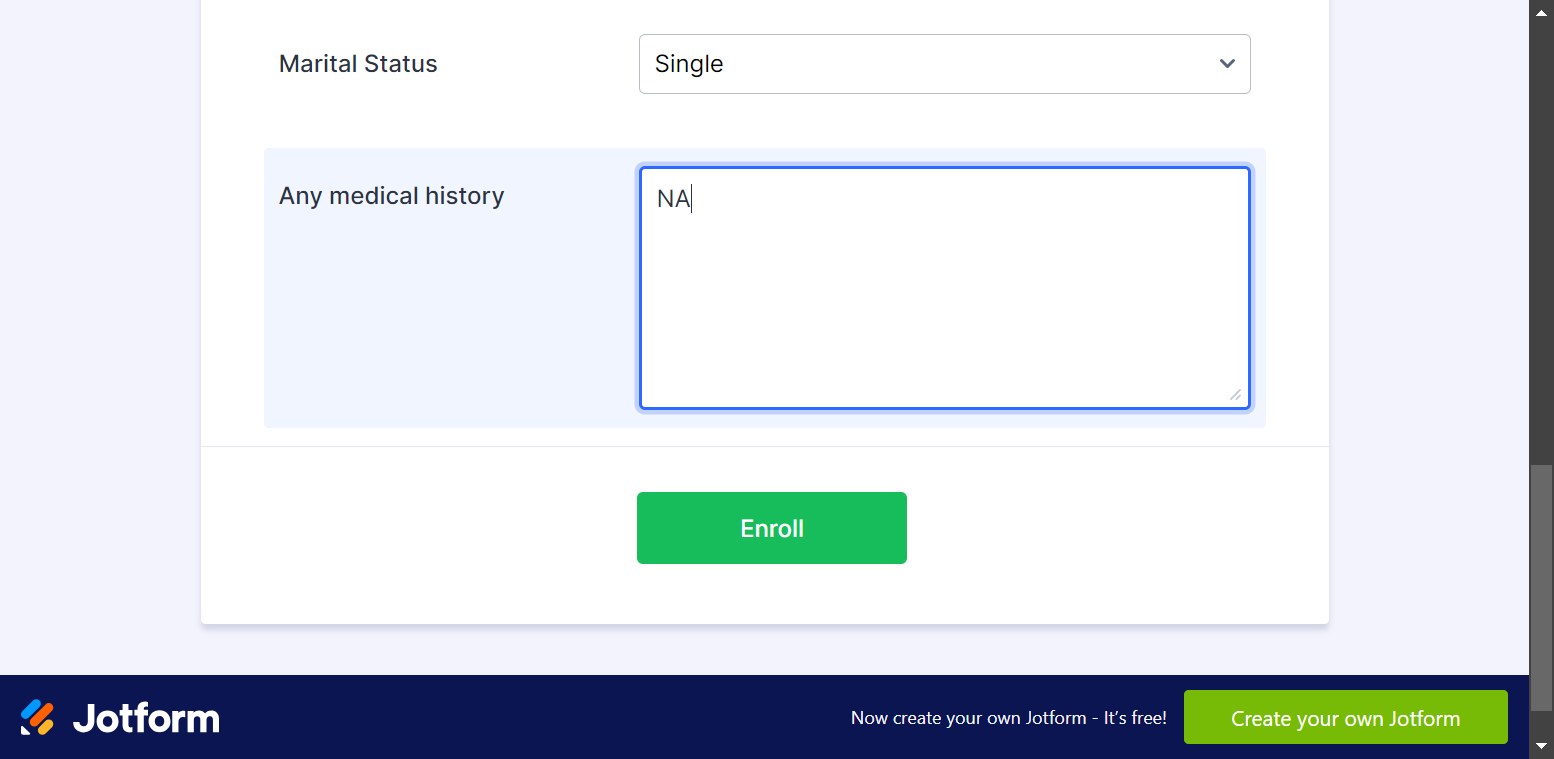 Marital Status
Single
Any medical history
NA
Enroll
Jotform
Now create your own Jotform - It's free!
Create your own Jotform